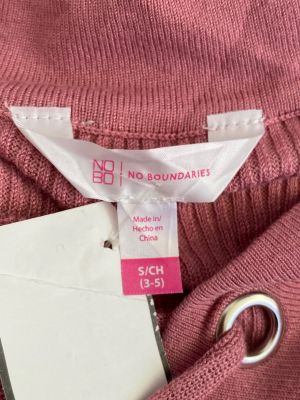 NO
BO
NO BOUNDARIES
Made in/
Hecho en
China
S/CH
(3-5)